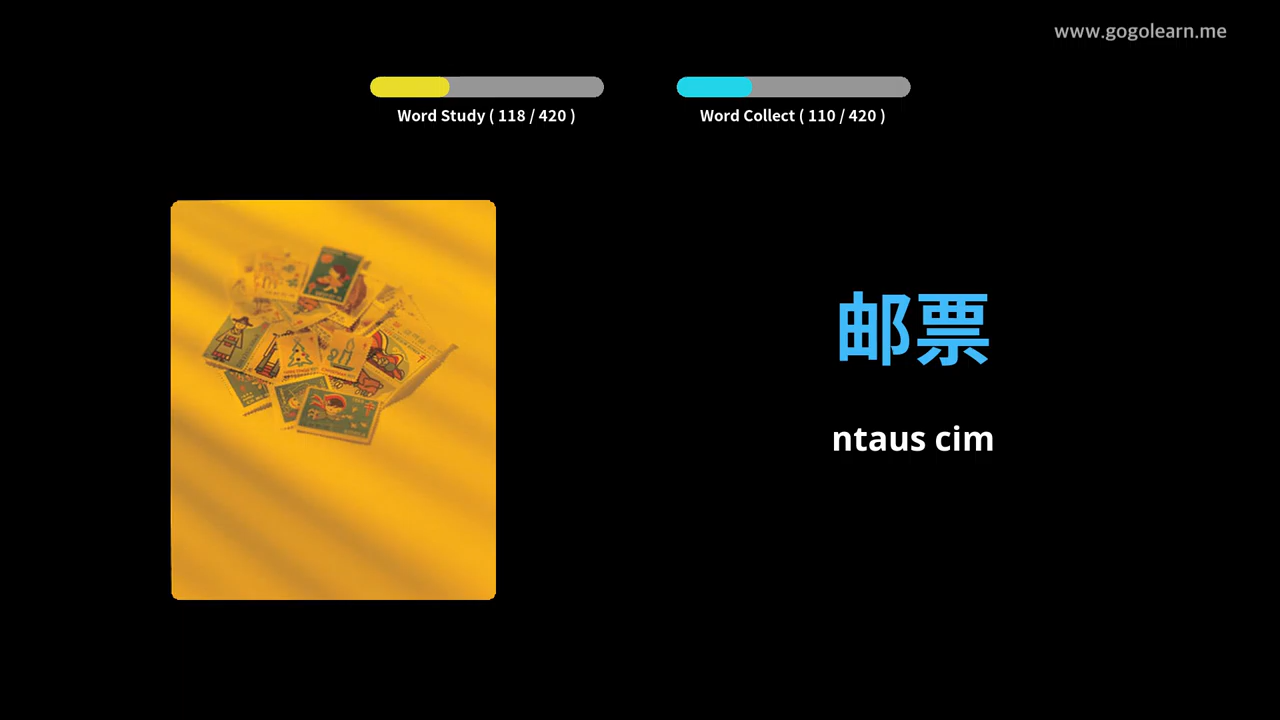 www.gogolearn.me
Word Study ( 118 / 420 )
Word Collect ( 110 / 420 )
邮票
ntaus cim